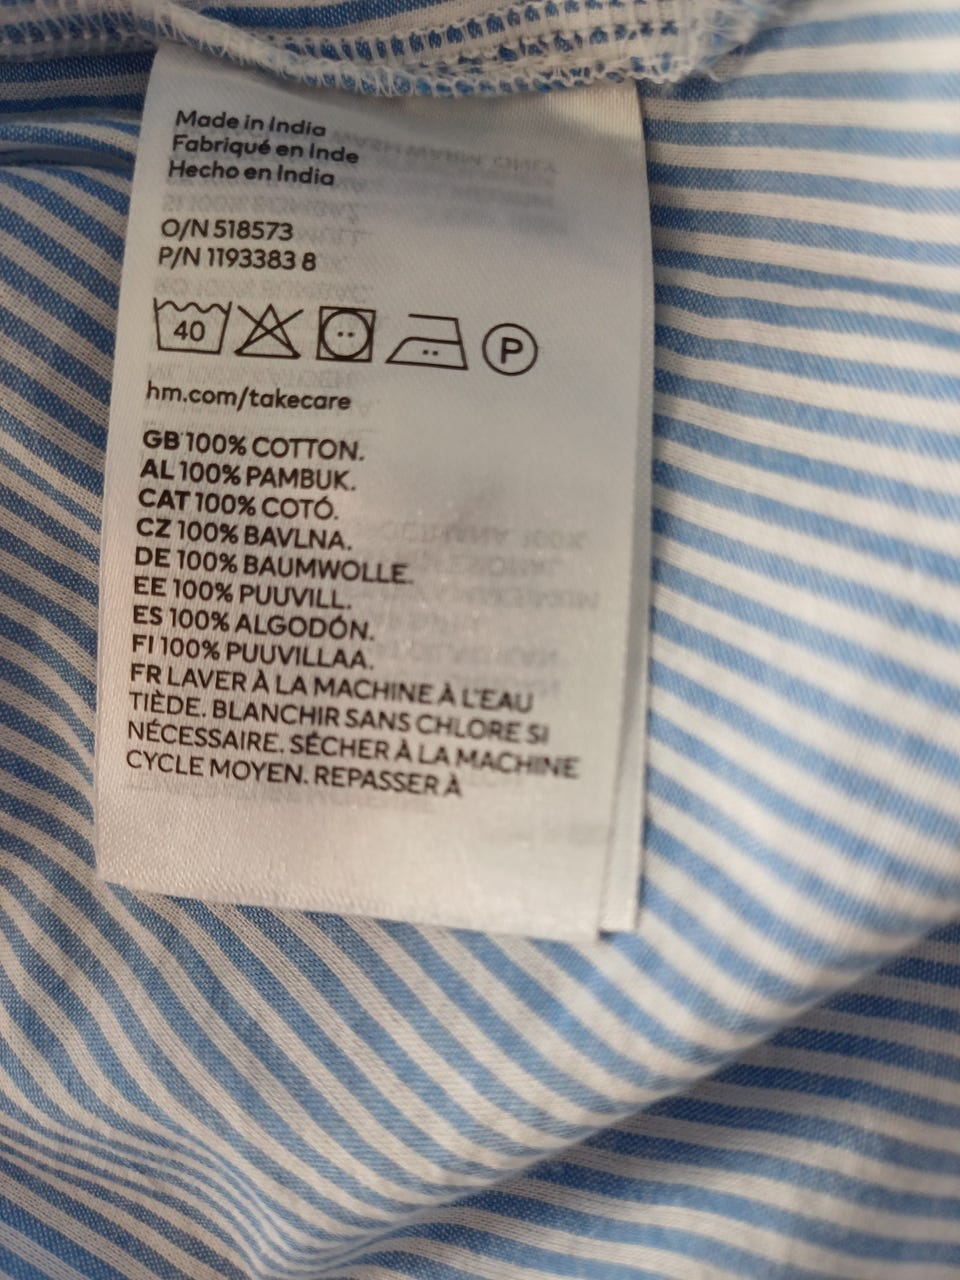 Made in India
Fabriqué en Inde
Hecho en India
O/N 518573
P/N 1193383 8
40 P
hm.com/takecare
GB 100% COTTON.
AL 100% PAMBUK.
CAT 100% COTÓ.
CZ 100% BAVLNA.
DE 100% BAUMWOLLE.
EE 100% PUUVILL.
ES 100% ALGODÓN.
FI 100% PUUVILLAA.
FR LAVER À LA MACHINE À L'EAU
TIÈDE. BLANCHIR SANS CHLORE SI
NÉCESSAIRE. SÉCHER À LA MACHINE
CYCLE MOYEN. REPASSER À